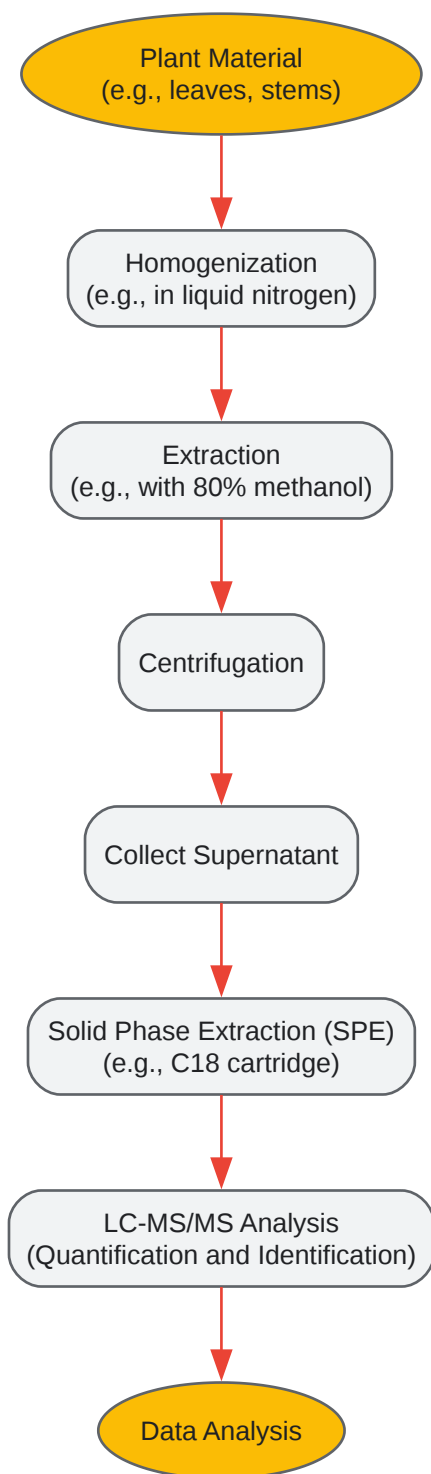 Plant Material
(e.g., leaves, stems)
Homogenization
(e.g., in liquid nitrogen)
Extraction
(e.g., with 80% methanol)
Centrifugation
Collect Supernatant
Solid Phase Extraction (SPE)
(e.g., C18 cartridge)
LC-MS/MS Analysis
(Quantification and Identification)
Data Analysis